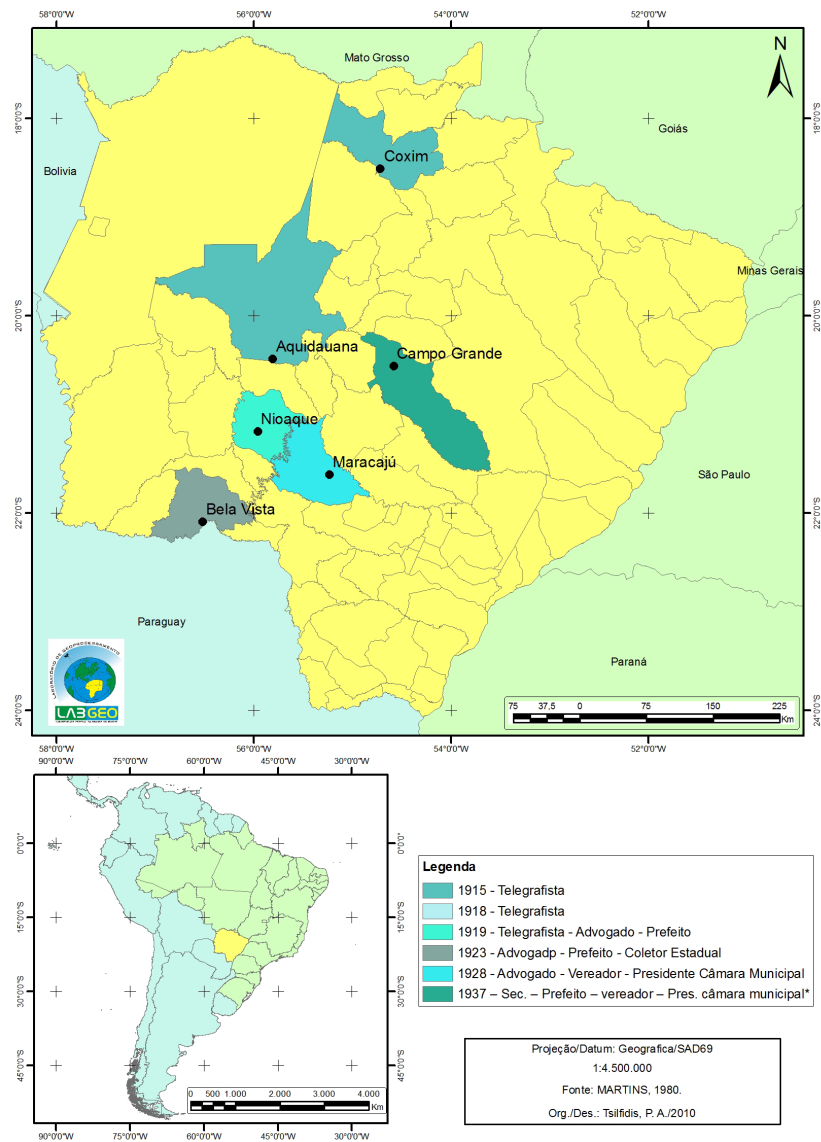 58°0'0"W 56°0'0"W 54°0'0"W 52°0'0"W
N
Mato Grosso
18°0'0"S 18°0'0"S
Goiás
Coxim
Bolivia
Minas Gerais
20°0'0"S 20°0'0"S
Aquidauana
Campo Grande
Nioaque
Maracajú
São Paulo
Bela Vista
22°0'0"S 22°0'0"S
Paraguay
LABORATÓRIO DE GEOPROCESSAMENTO
LABGEO
Paraná
75 37,5 0 75 150 225
Km
24°0'0"S 24°0'0"S
58°0'0"W 56°0'0"W 54°0'0"W 52°0'0"W
90°0'0"W 75°0'0"W 60°0'0"W 45°0'0"W 30°0'0"W
0°0'0" 0°0'0"
15°0'0"S 15°0'0"S
30°0'0"S 30°0'0"S
45°0'0"S 45°0'0"S
0 500 1.000 2.000 3.000 4.000
Km
90°0'0"W 75°0'0"W 60°0'0"W 45°0'0"W 30°0'0"W
Legenda
1915 - Telegrafista
1918 - Telegrafista
1919 - Telegrafista - Advogado - Prefeito
1923 - Advogadp - Prefeito - Coletor Estadual
1928 - Advogado - Vereador - Presidente Câmara Municipal
1937 – Sec. – Prefeito – vereador – Pres. câmara municipal*
Projeção/Datum: Geografica/SAD69
1:4.500.000
Fonte: MARTINS, 1980.
Org./Des.: Tsilfidis, P. A./2010